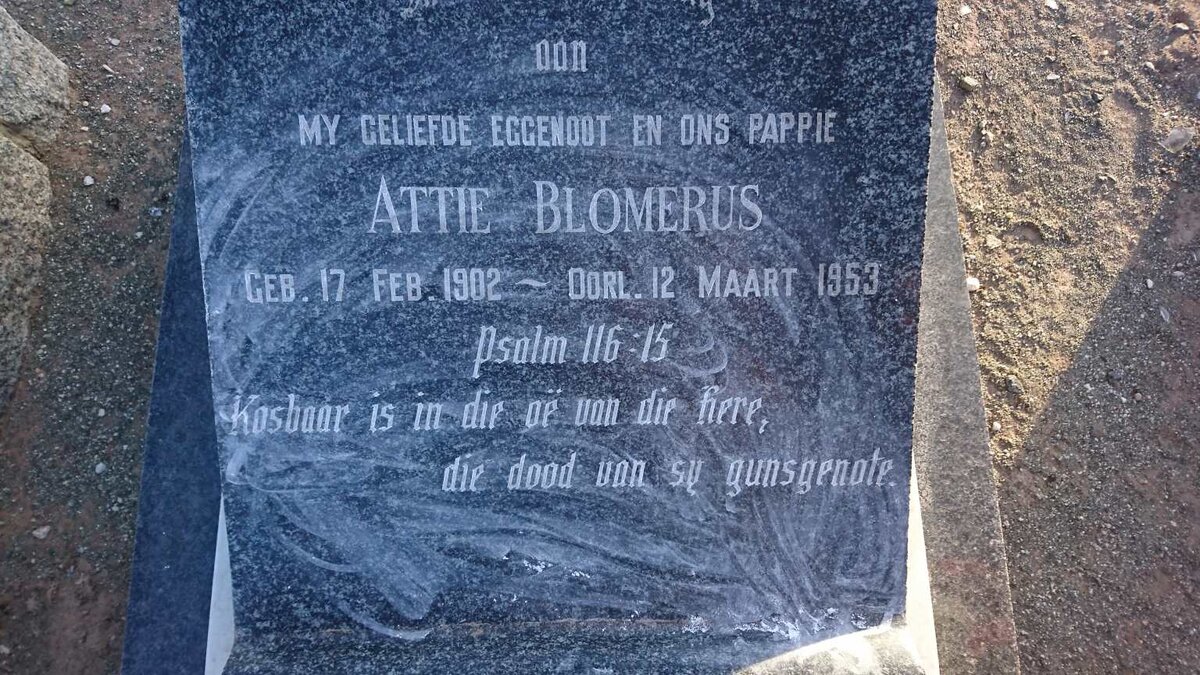 aan
MY GELIEFDE EGGENOOT EN ONS PAPPIE
ATTIE BLOMERUS
GEB. 17 FEB. 1902 ~ OORL. 12 MAART 1953
Psalm 116:15
Kosbaar is in die oë van die Here,
die dood van sy gunsgenote.